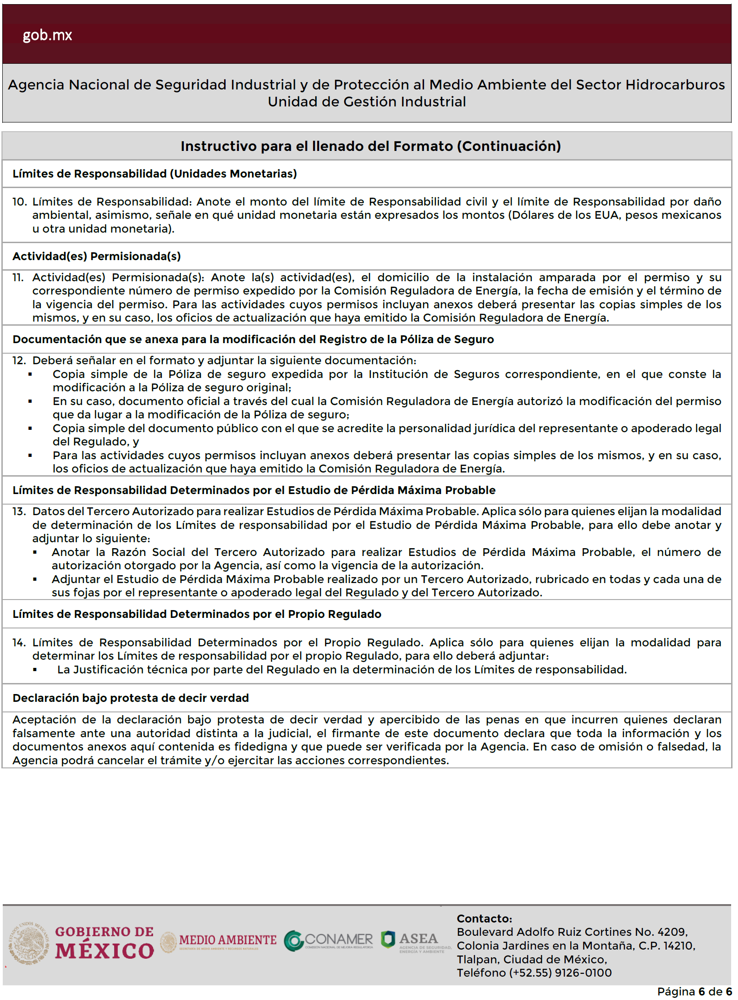 gob.mx
Agencia Nacional de Seguridad Industrial y de Protección al Medio Ambiente del Sector Hidrocarburos
Unidad de Gestión Industrial
Instructivo para el llenado del Formato (Continuación)
Límites de Responsabilidad (Unidades Monetarias)
10. Límites de Responsabilidad: Anote el monto del límite de Responsabilidad civil y el límite de Responsabilidad por daño
ambiental, asimismo, señale en qué unidad monetaria están expresados los montos (Dólares de los EUA, pesos mexicanos
u otra unidad monetaria).
Actividad(es) Permisionada(s)
11. Actividad(es) Permisionada(s): Anote la(s) actividad(es), el domicilio de la instalación amparada por el permiso y su
correspondiente número de permiso expedido por la Comisión Reguladora de Energía, la fecha de emisión y el término de
la vigencia del permiso. Para las actividades cuyos permisos incluyan anexos deberá presentar las copias simples de los
mismos, y en su caso, los oficios de actualización que haya emitido la Comisión Reguladora de Energía.
Documentación que se anexa para la modificación del Registro de la Póliza de Seguro
12. Deberá señalar en el formato y adjuntar la siguiente documentación:
▪ Copia simple de la Póliza de seguro expedida por la Institución de Seguros correspondiente, en el que conste la
modificación a la Póliza de seguro original;
▪ En su caso, documento oficial a través del cual la Comisión Reguladora de Energía autorizó la modificación del permiso
que da lugar a la modificación de la Póliza de seguro;
▪ Copia simple del documento público con el que se acredite la personalidad jurídica del representante o apoderado legal
del Regulado, y
▪ Para las actividades cuyos permisos incluyan anexos deberá presentar las copias simples de los mismos, y en su caso,
los oficios de actualización que haya emitido la Comisión Reguladora de Energía.
Límites de Responsabilidad Determinados por el Estudio de Pérdida Máxima Probable
13. Datos del Tercero Autorizado para realizar Estudios de Pérdida Máxima Probable. Aplica sólo para quienes elijan la modalidad
de determinación de los Límites de responsabilidad por el Estudio de Pérdida Máxima Probable, para ello debe anotar y
adjuntar lo siguiente:
▪ Anotar la Razón Social del Tercero Autorizado para realizar Estudios de Pérdida Máxima Probable, el número de
autorización otorgado por la Agencia, así como la vigencia de la autorización.
▪ Adjuntar el Estudio de Pérdida Máxima Probable realizado por un Tercero Autorizado, rubricado en todas y cada una de
sus fojas por el representante o apoderado legal del Regulado y del Tercero Autorizado.
Límites de Responsabilidad Determinados por el Propio Regulado
14. Límites de Responsabilidad Determinados por el Propio Regulado. Aplica sólo para quienes elijan la modalidad para
determinar los Límites de responsabilidad por el propio Regulado, para ello deberá adjuntar:
▪ La Justificación técnica por parte del Regulado en la determinación de los Límites de responsabilidad.
Declaración bajo protesta de decir verdad
Aceptación de la declaración bajo protesta de decir verdad y apercibido de las penas en que incurren quienes declaran
falsamente ante una autoridad distinta a la judicial, el firmante de este documento declara que toda la información y los
documentos anexos aquí contenida es fidedigna y que puede ser verificada por la Agencia. En caso de omisión o falsedad, la
Agencia podrá cancelar el trámite y/o ejercitar las acciones correspondientes.
ESTADOS UNIDOS MEXICANOS
GOBIERNO DE
MÉXICO
MEDIO AMBIENTE
SECRETARÍA DE MEDIO AMBIENTE Y RECURSOS NATURALES
CONAMER
COMISIÓN NACIONAL DE MEJORA REGULATORIA
ASEA
AGENCIA DE SEGURIDAD,
ENERGÍA Y AMBIENTE
Contacto:
Boulevard Adolfo Ruiz Cortines No. 4209,
Colonia Jardines en la Montaña, C.P. 14210,
Tlalpan, Ciudad de México,
Teléfono (+52.55) 9126-0100
Página 6 de 6